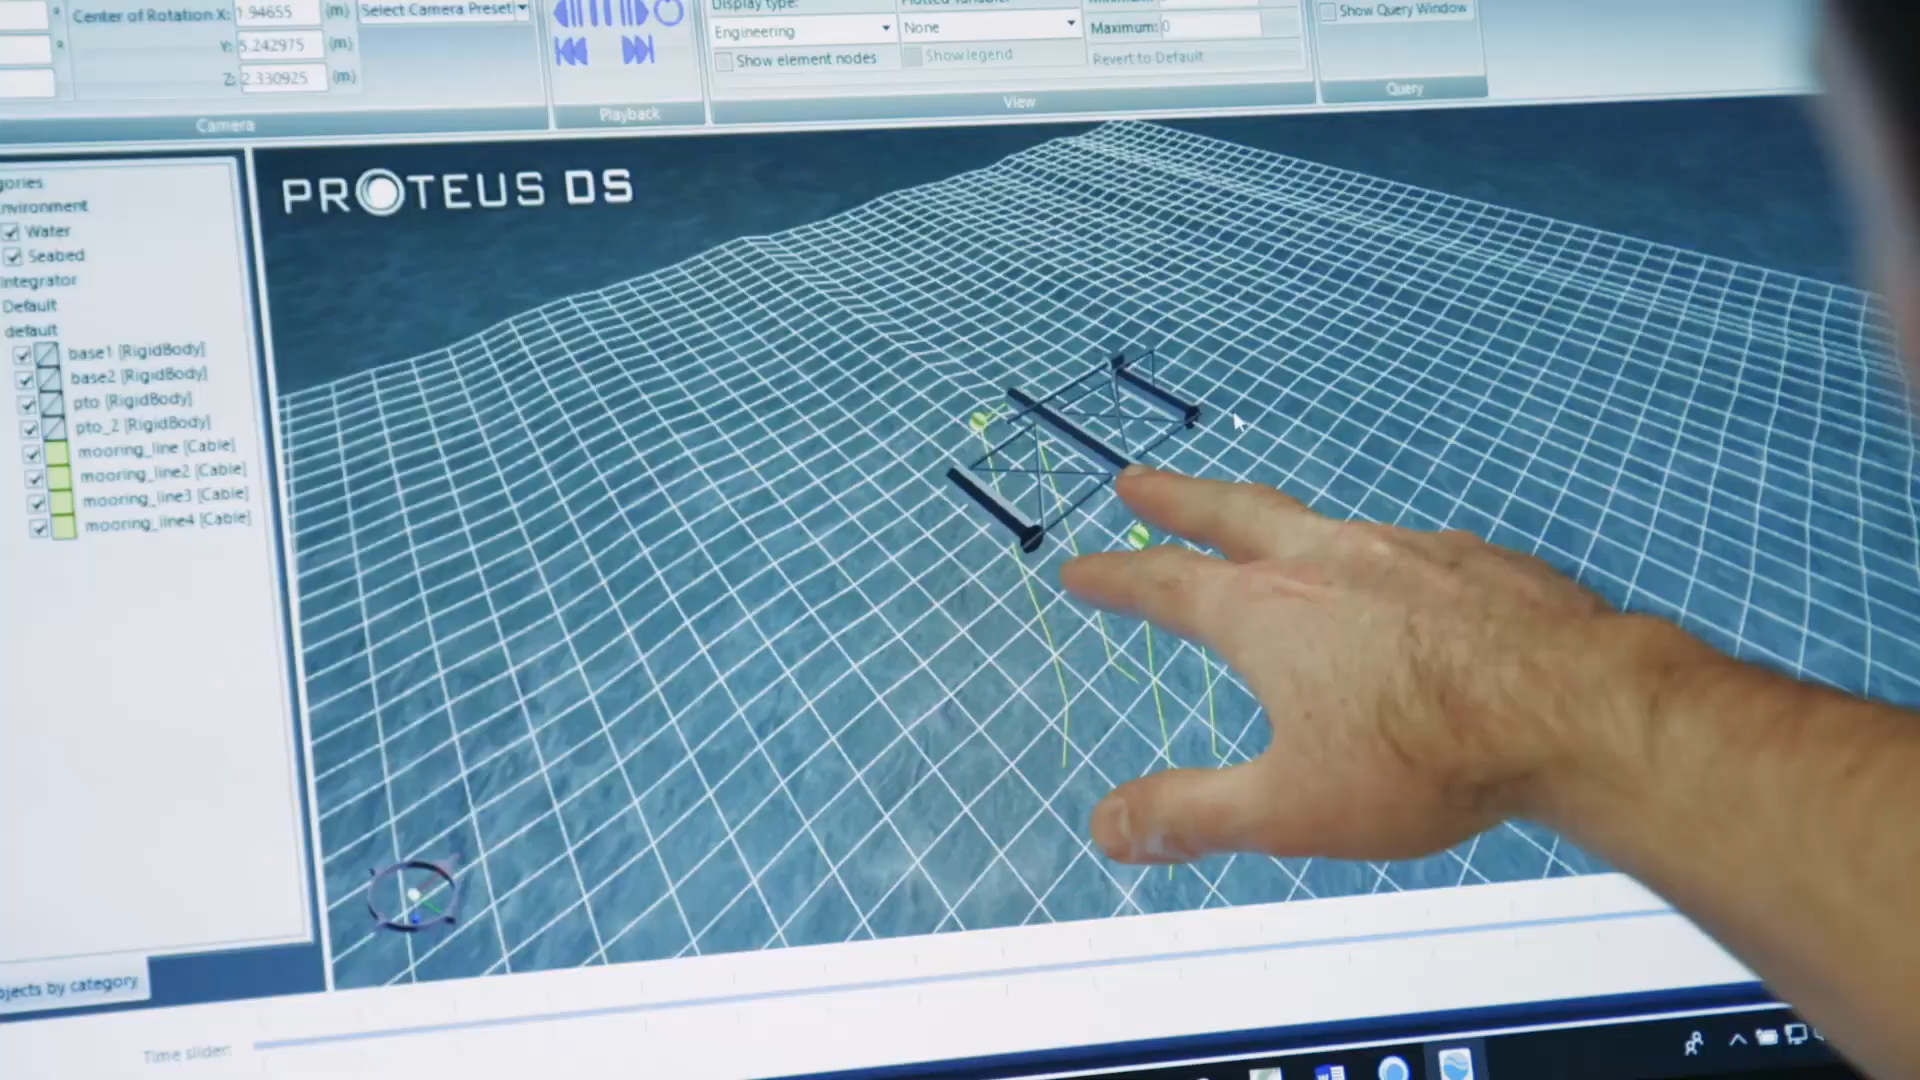 Center of Rotation X: 1.94655 (m)
Select Camera Preset
Y: 5.242975 (m)
Z: 2.330925 (m)
Camera
Playback
Display type:
Engineering
None
Show element nodes
Show legend
Maximum: 0
Revert to Default
View
Show Query Window
Query
PROTEUS DS
gories
nvironment
Water
Seabed
Integrator
Default
default
base1 [RigidBody]
base2 [RigidBody]
pto [RigidBody]
pto_2 [RigidBody]
mooring_line [Cable]
mooring_line2 [Cable]
mooring_line3 [Cable]
mooring_line4 [Cable]
bjects by category
Time slider: